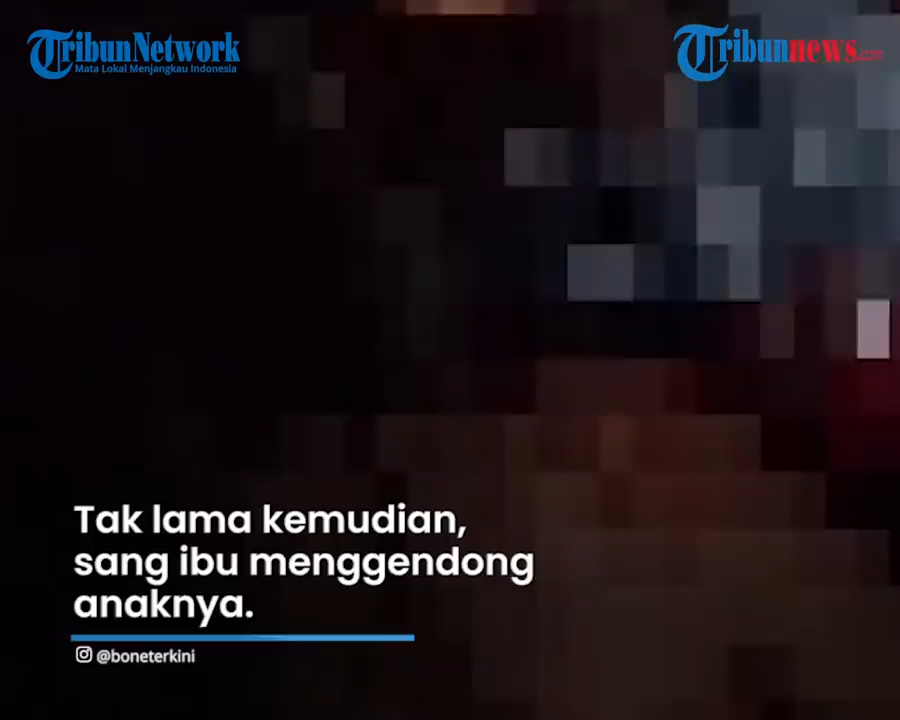 TribunNetwork
Mata Lokal Menjangkau Indonesia
Tribunnews.com
Tak lama kemudian,
sang ibu menggendong
anaknya.
@boneterkini